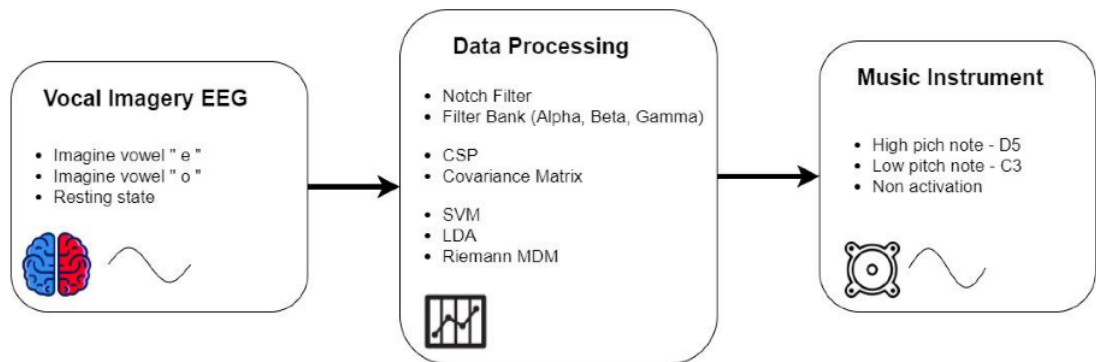 Vocal Imagery EEG
• Imagine vowel " e "
• Imagine vowel " o "
• Resting state
Data Processing
• Notch Filter
• Filter Bank (Alpha, Beta, Gamma)
• CSP
• Covariance Matrix
• SVM
• LDA
• Riemann MDM
Music Instrument
• High pich note - D5
• Low pitch note - C3
• Non activation